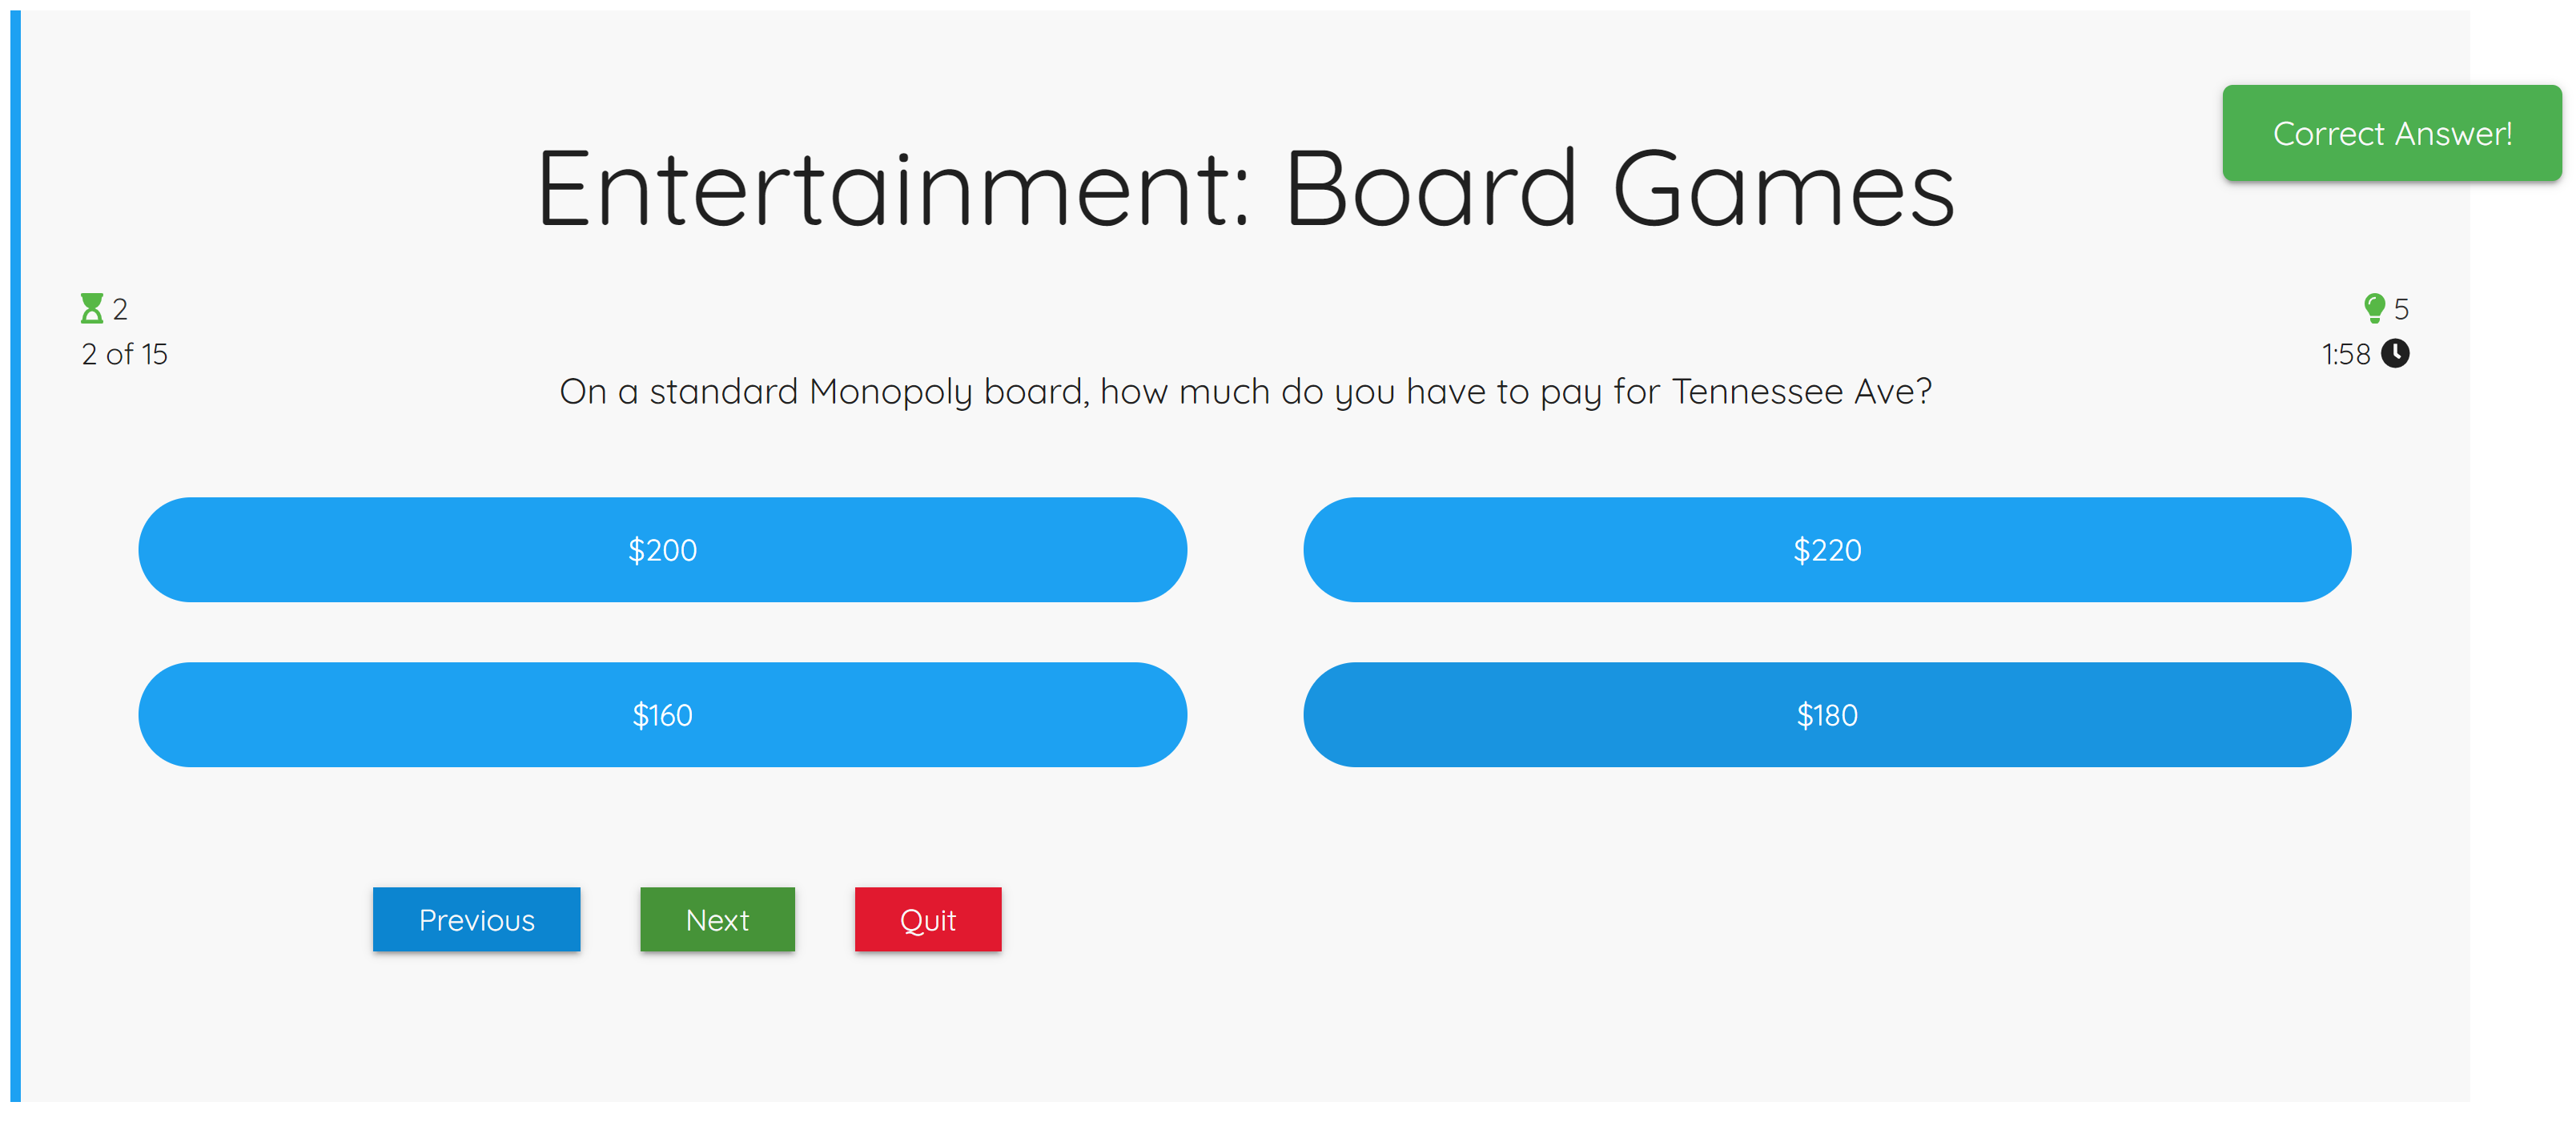 Correct Answer!
Entertainment: Board Games
2
5
2 of 15
1:58
On a standard Monopoly board, how much do you have to pay for Tennessee Ave?
$200
$220
$160
$180
Previous
Next
Quit